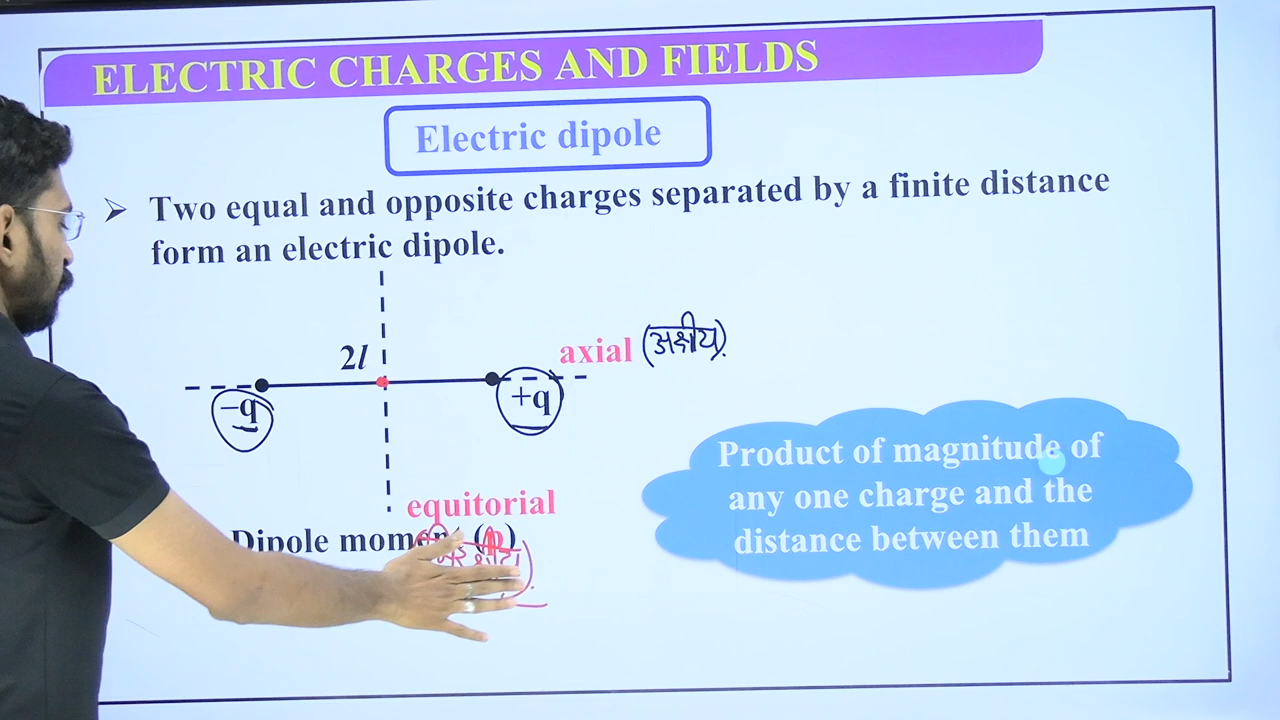 ELECTRIC CHARGES AND FIELDS
Electric dipole
➢ Two equal and opposite charges separated by a finite distance
form an electric dipole.
2l
axial (अक्षीय)
–q
+q
equitorial
Dipole moment (p)
Product of magnitude of
any one charge and the
distance between them